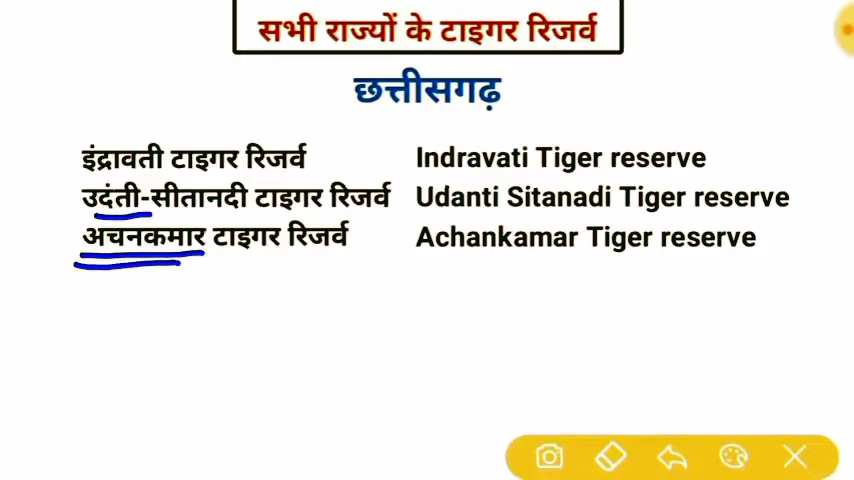 सभी राज्यों के टाइगर रिजर्व
छत्तीसगढ़
इंद्रावती टाइगर रिजर्व Indravati Tiger reserve
उदंती-सीतानदी टाइगर रिजर्व Udanti Sitanadi Tiger reserve
अचनकमार टाइगर रिजर्व Achankamar Tiger reserve